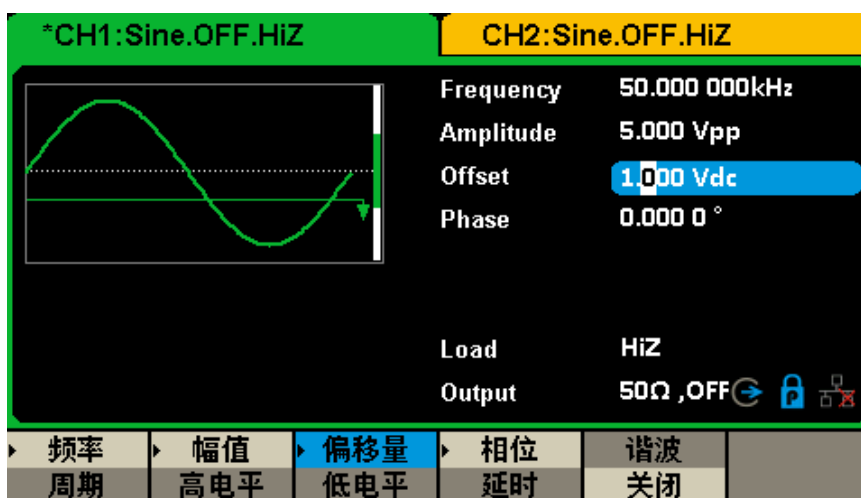 *CH1:Sine.OFF.HiZ CH2:Sine.OFF.HiZ
Frequency 50.000 000kHz
Amplitude 5.000 Vpp
Offset 1.000 Vdc
Phase 0.000 0 °
Load HiZ
Output 50Ω ,OFF P
频率 幅值 偏移量 相位 谐波
周期 高电平 低电平 延时 关闭